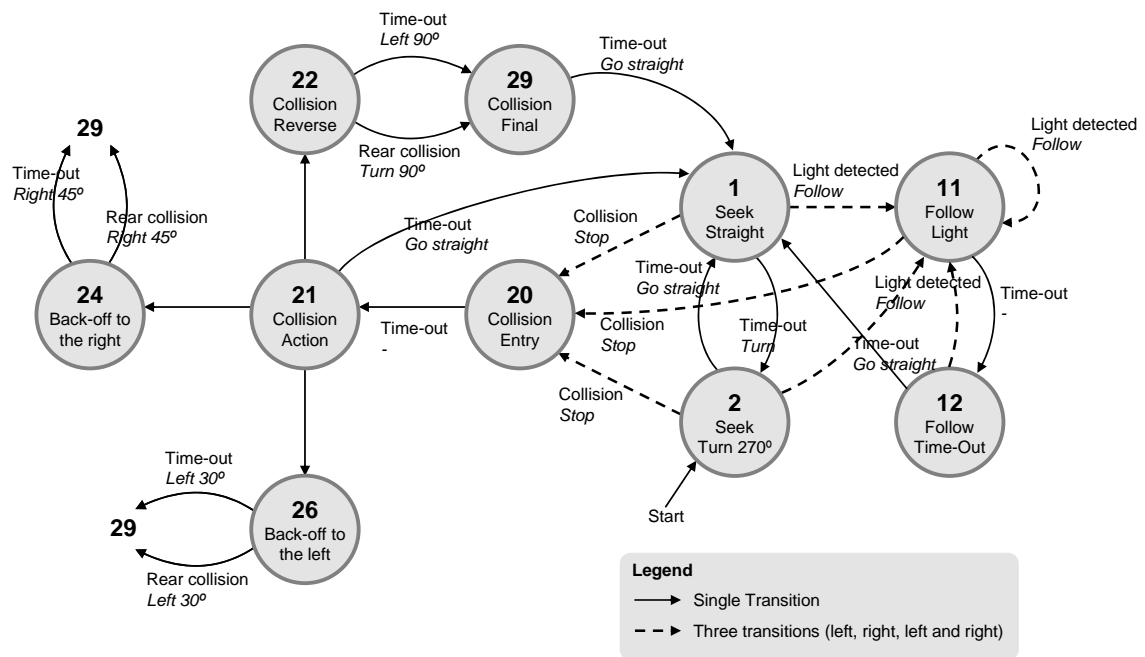 Time-out
Left 90º
22
Collision
Reverse
29
Collision
Final
Time-out
Go straight
Rear collision
Turn 90º
29
Time-out
Right 45º
Rear collision
Right 45º
24
Back-off to
the right
21
Collision
Action
Time-out
Go straight
Time-out
-
20
Collision
Entry
Collision
Stop
1
Seek
Straight
Light detected
Follow
11
Follow
Light
Light detected
Follow
Time-out
Go straight
Time-out
Turn
Light detected
Follow
Time-out
-
Collision
Stop
Time-out
Go straight
Collision
Stop
2
Seek
Turn 270º
12
Follow
Time-Out
Start
Time-out
Left 30º
29
Rear collision
Left 30º
26
Back-off to
the left
Legend
Single Transition
Three transitions (left, right, left and right)